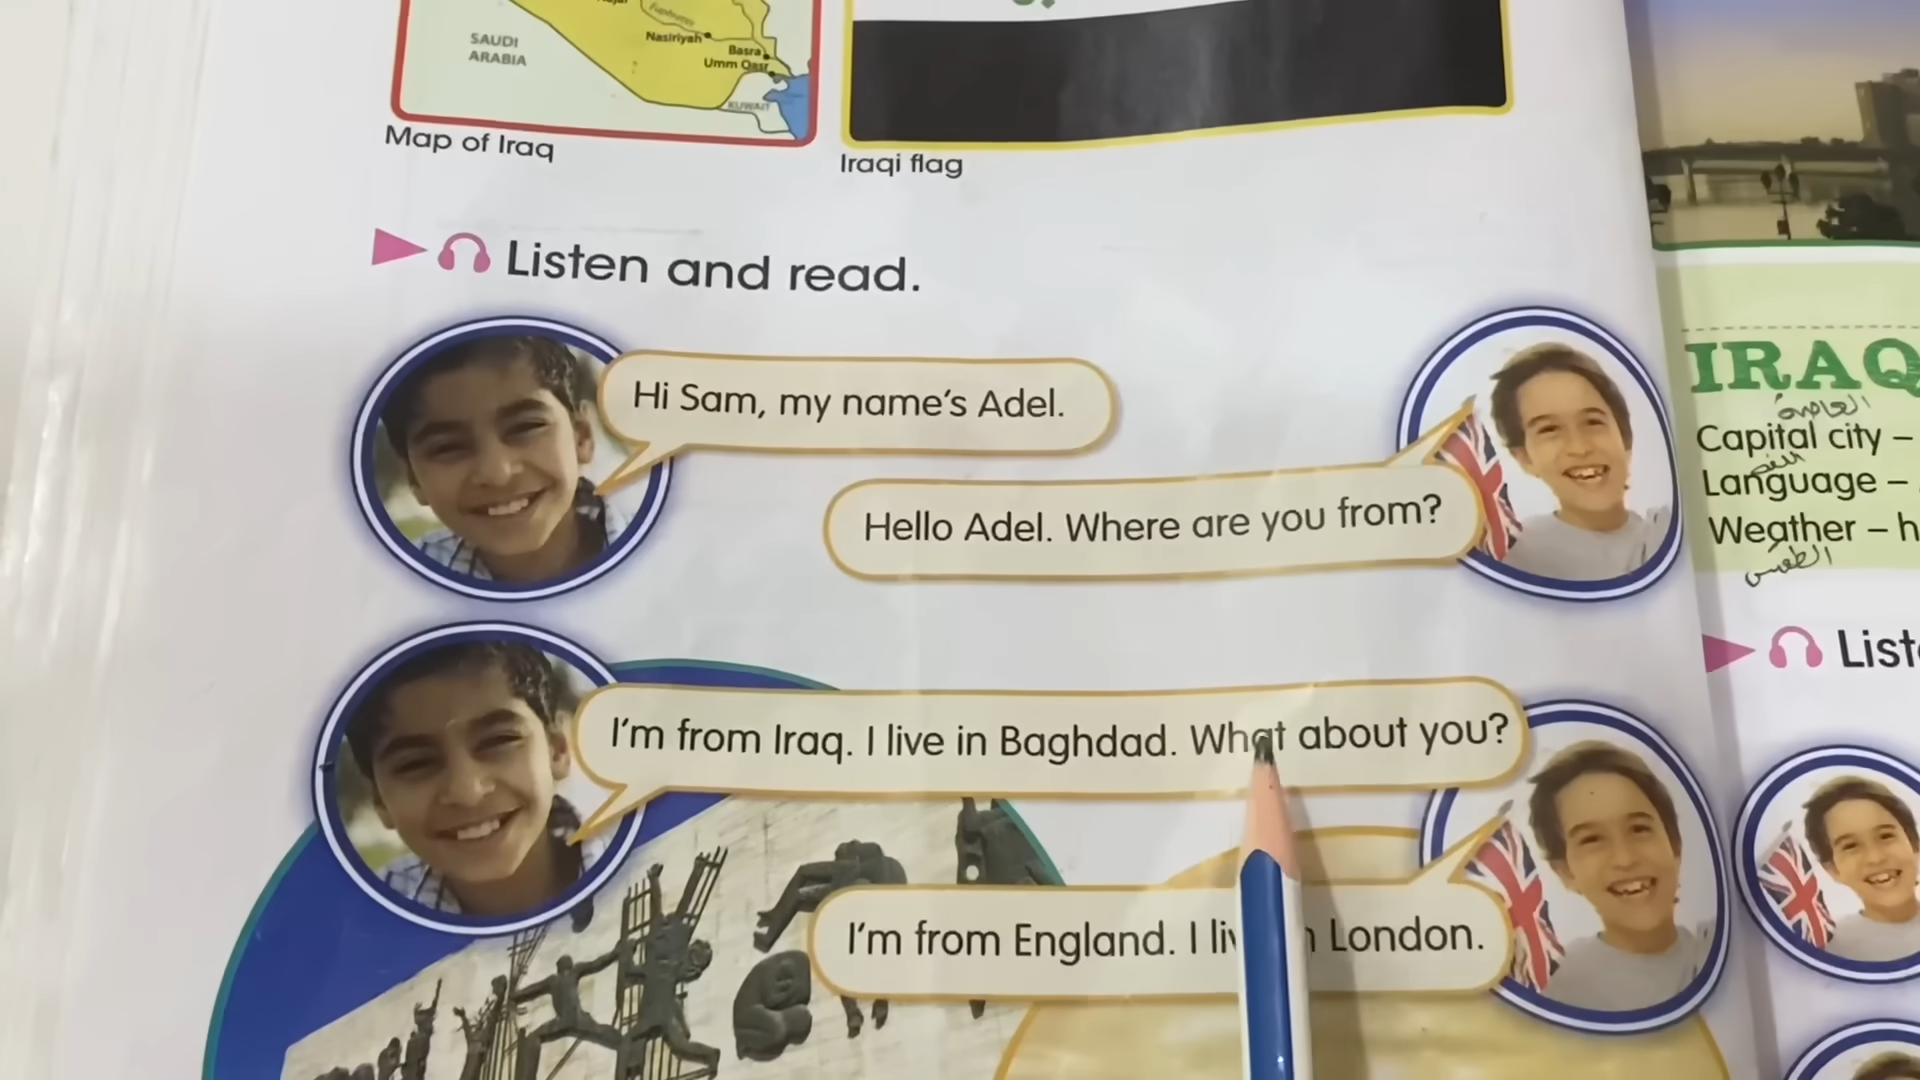 SAUDI
ARABIA
Euphrates
Nasiriyah
Basra
Umm Qasr
KUWAIT
Map of Iraq
Iraqi flag
Listen and read.
Hi Sam, my name's Adel.
Hello Adel. Where are you from?
I'm from Iraq. I live in Baghdad. What about you?
I'm from England. I London.
IRAQ
العاصمة
Capital city –
Language –
Weather – h
الطقس